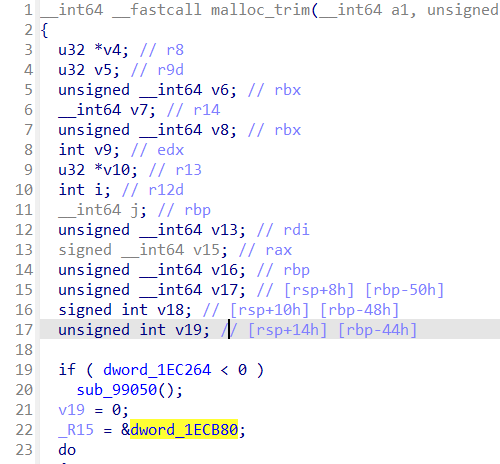 1 __int64 __fastcall malloc_trim(__int64 a1, unsigned
2 {
3 u32 *v4; // r8
4 u32 v5; // r9d
5 unsigned __int64 v6; // rbx
6 __int64 v7; // r14
7 unsigned __int64 v8; // rbx
8 int v9; // edx
9 u32 *v10; // r13
10 int i; // r12d
11 __int64 j; // rbp
12 unsigned __int64 v13; // rdi
13 signed __int64 v15; // rax
14 unsigned __int64 v16; // rbp
15 unsigned __int64 v17; // [rsp+8h] [rbp-50h]
16 signed int v18; // [rsp+10h] [rbp-48h]
17 unsigned int v19; // [rsp+14h] [rbp-44h]
18
19 if ( dword_1EC264 < 0 )
20 sub_99050();
21 v19 = 0;
22 _R15 = &dword_1ECB80;
23 do